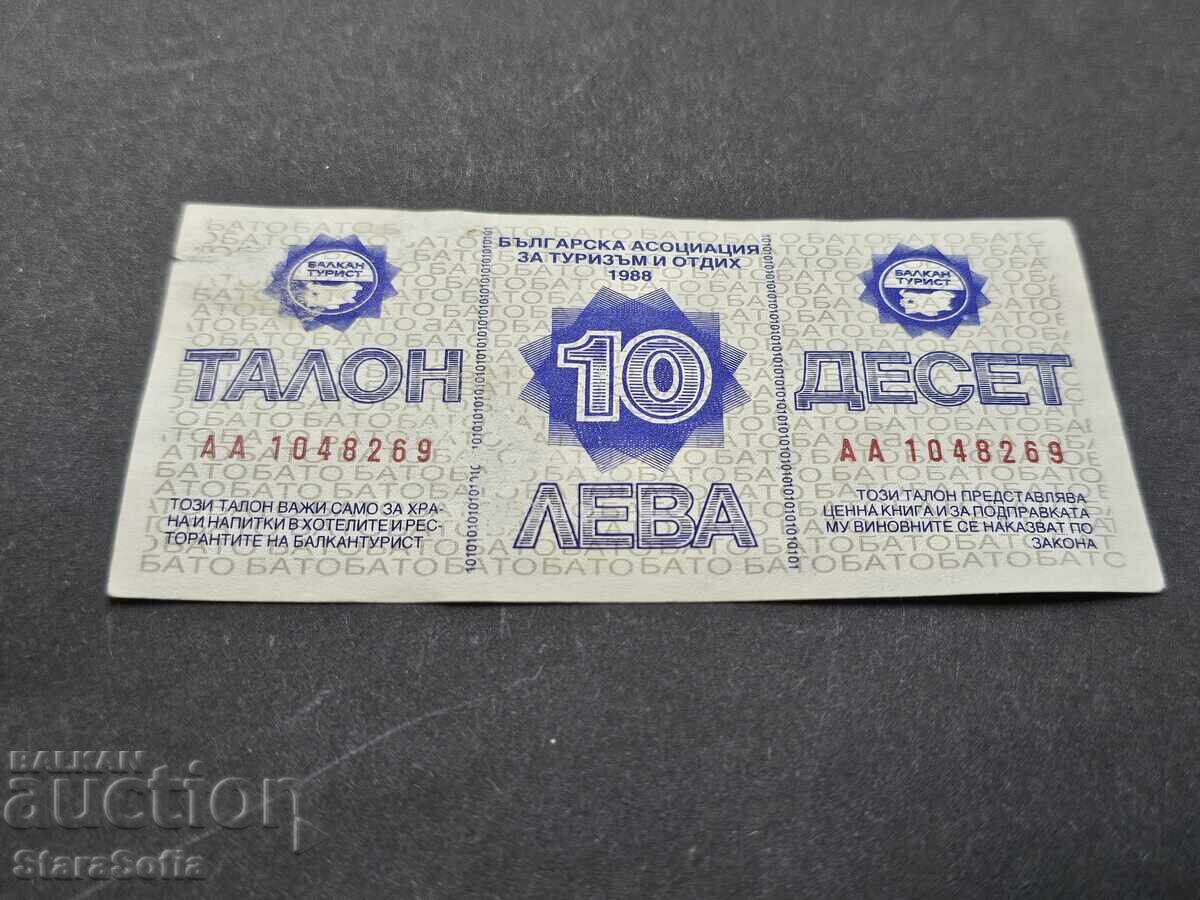 БЪЛГАРСКА АСОЦИАЦИЯ
ЗА ТУРИЗЪМ И ОТДИХ
1988
БАЛКАН
ТУРИСТ
ТАЛОН
АА 1048269
ТОЗИ ТАЛОН ВАЖИ САМО ЗА ХРА-
НА И НАПИТКИ В ХОТЕЛИТЕ И РЕС-
ТОРАНТИТЕ НА БАЛКАНТУРИСТ
10
ЛЕВА
БАЛКАН
ТУРИСТ
ДЕСЕТ
АА 1048269
ТОЗИ ТАЛОН ПРЕДСТАВЛЯВА
ЦЕННА КНИГА И ЗА ПОДПРАВКАТА
МУ ВИНОВНИТЕ СЕ НАКАЗВАТ ПО
ЗАКОНА
БАЛКАН
auction
StaraSofia